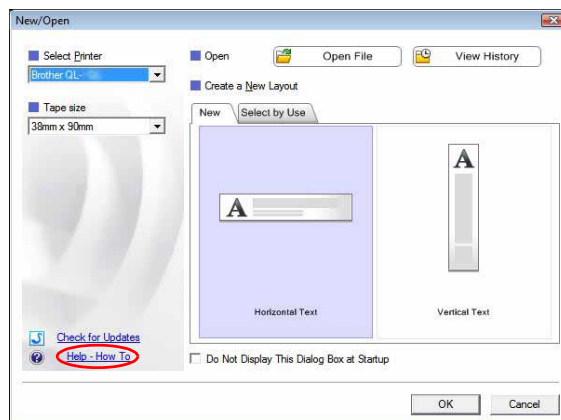 New/Open
Select Printer
Brother QL-
Tape size
38mm x 90mm
Check for Updates
Help - How To
Open
Open File
View History
Create a New Layout
New
Select by Use
A
A
Horizontal Text
Vertical Text
Do Not Display This Dialog Box at Startup
OK
Cancel